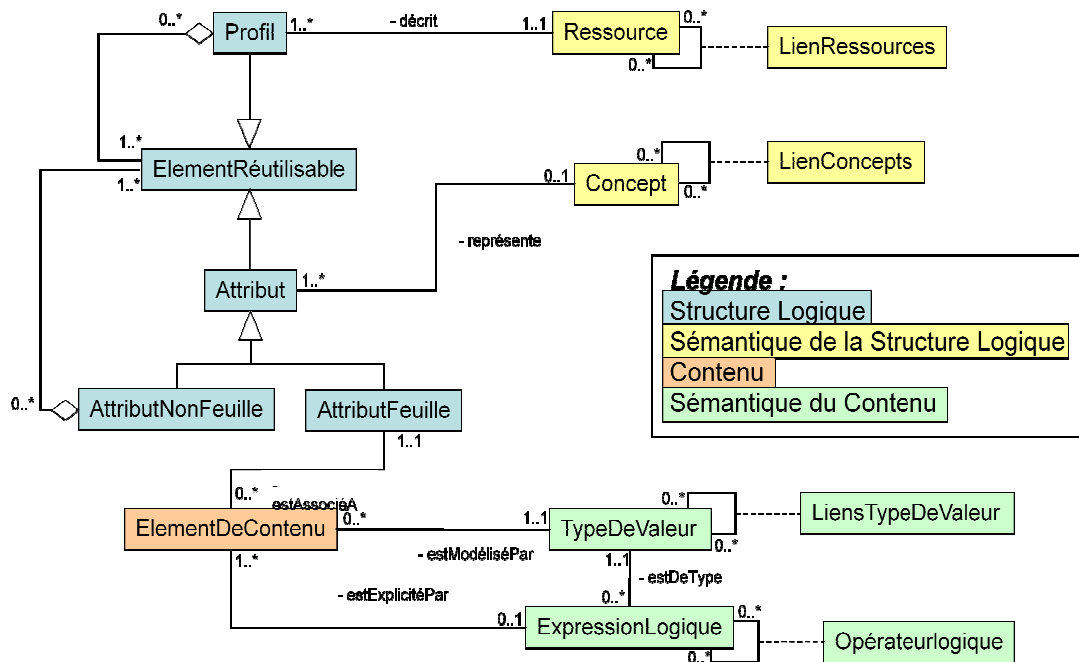 0..*
Profil
1..*
- décrit
1..1
Ressource
0..*
0..*
LienRessources
1..*
ElementRéutilisable
1..*
0..1
Concept
0..*
0..*
LienConcepts
- représente
Attribut
1..*
Légende :
Structure Logique
Sémantique de la Structure Logique
Contenu
Sémantique du Contenu
0..*
AttributNonFeuille
AttributFeuille
1..1
0..*
-
estAssociéA
ElementDeContenu
0..*
1..1
TypeDeValeur
0..*
0..*
LiensTypeDeValeur
1..*
- estModéliséPar
1..1
- estDeType
- estExplicitéPar
0..*
0..1
ExpressionLogique
0..*
0..*
Opérateurlogique